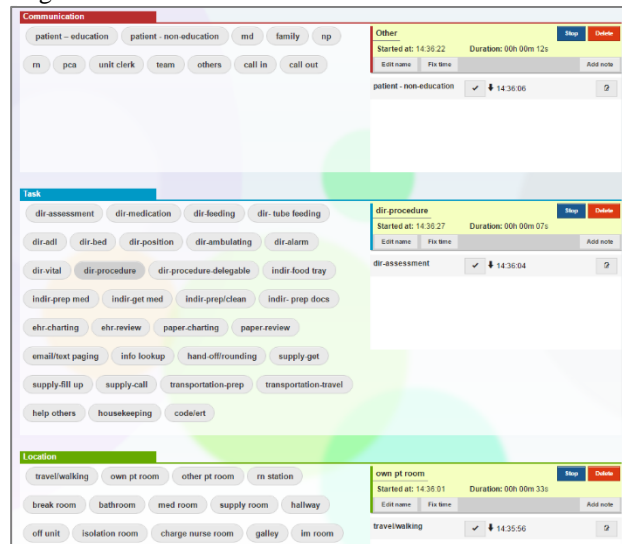 Communication
patient – education patient - non-education md family np
rn pca unit clerk team others call in call out
Other Stop Delete
Started at: 14:36:22 Duration: 00h 00m 12s
Edit name Fix time Add note
patient - non-education 14:36:06
Task
dir-assessment dir-medication dir-feeding dir- tube feeding
dir-adl dir-bed dir-position dir-ambulating dir-alarm
dir-vital dir-procedure dir-procedure-delegable indir-food tray
indir-prep med indir-get med indir-prep/clean indir- prep docs
ehr-charting ehr-review paper-charting paper-review
email/text paging info lookup hand-off/rounding supply-get
supply-fill up supply-call transportation-prep transportation-travel
help others housekeeping code/ert
dir-procedure Stop Delete
Started at: 14:36:27 Duration: 00h 00m 07s
Edit name Fix time Add note
dir-assessment 14:36:04
Location
travel/walking own pt room other pt room rn station
break room bathroom med room supply room hallway
off unit isolation room charge nurse room galley im room
own pt room Stop Delete
Started at: 14:36:01 Duration: 00h 00m 33s
Edit name Fix time Add note
travel/walking 14:35:56